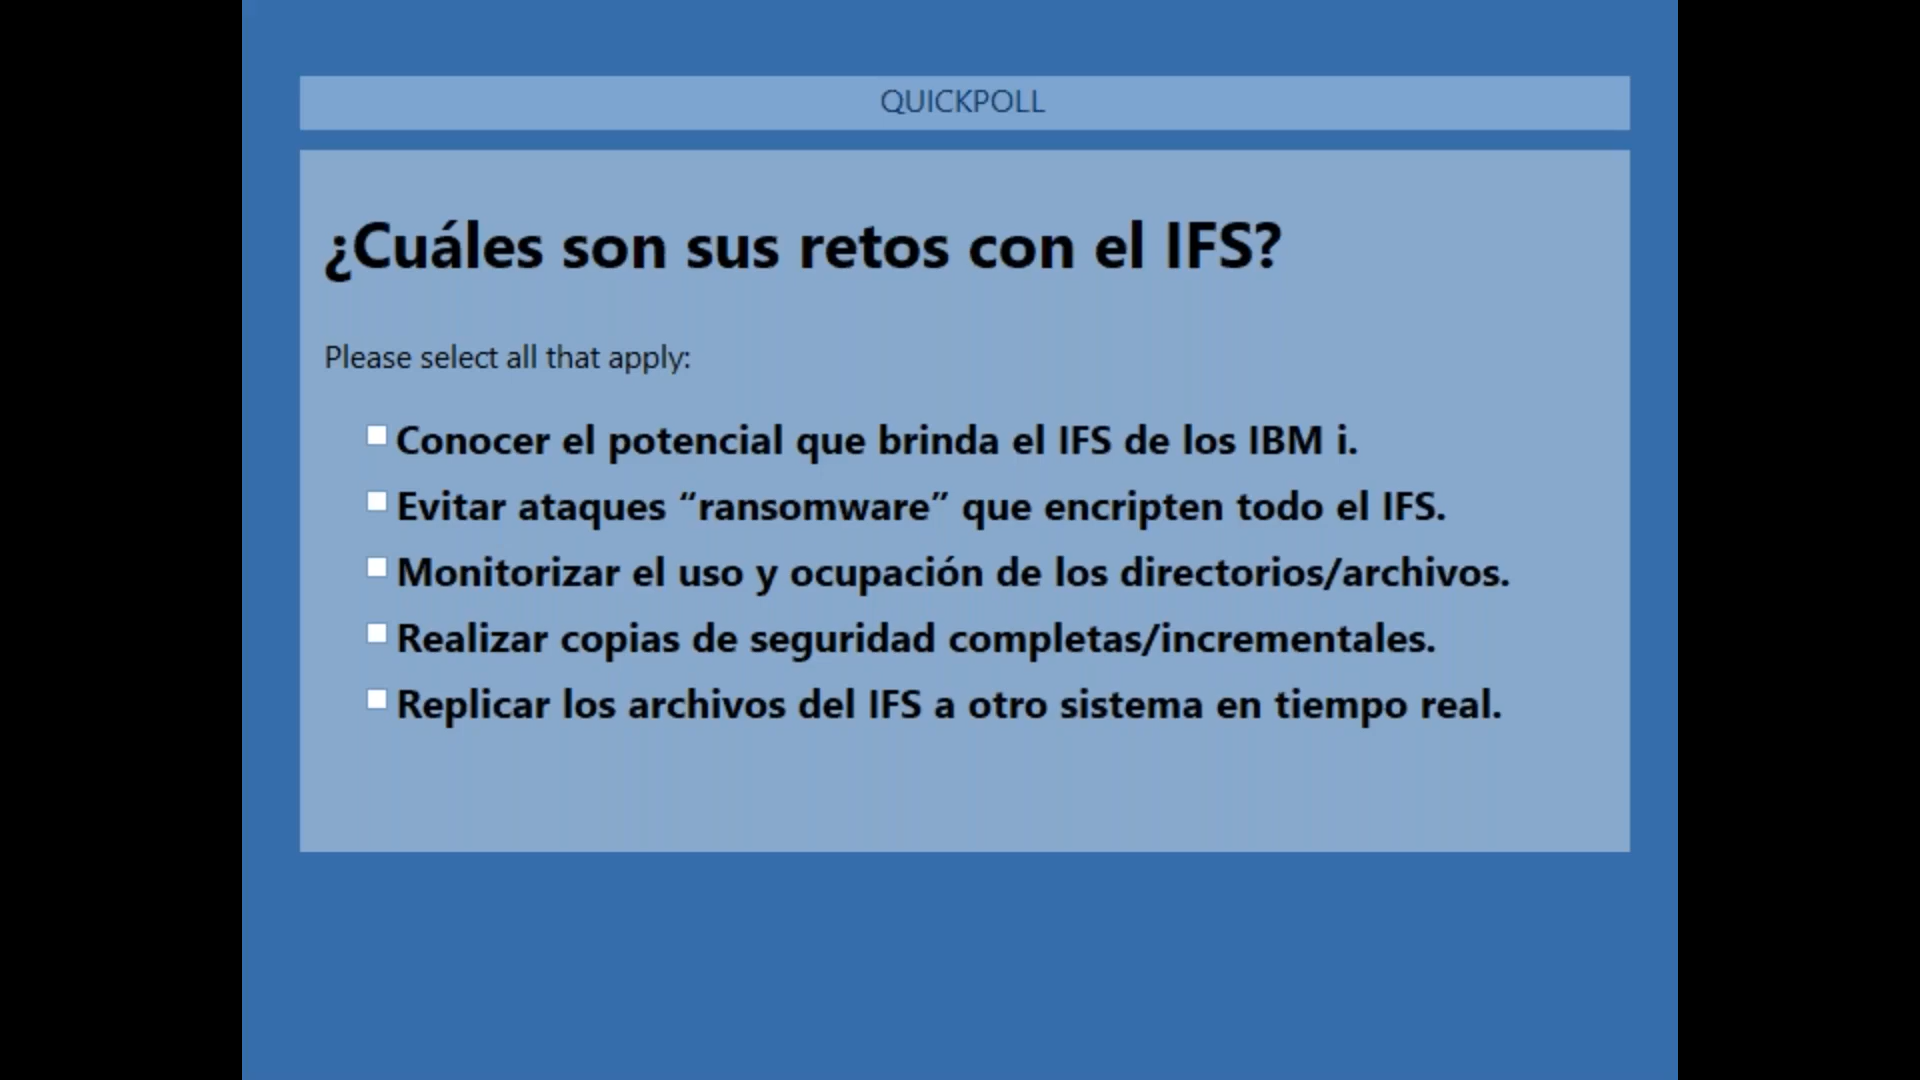 QUICKPOLL
¿Cuáles son sus retos con el IFS?
Please select all that apply:
Conocer el potencial que brinda el IFS de los IBM i.
Evitar ataques “ransomware” que encripten todo el IFS.
Monitorizar el uso y ocupación de los directorios/archivos.
Realizar copias de seguridad completas/incrementales.
Replicar los archivos del IFS a otro sistema en tiempo real.